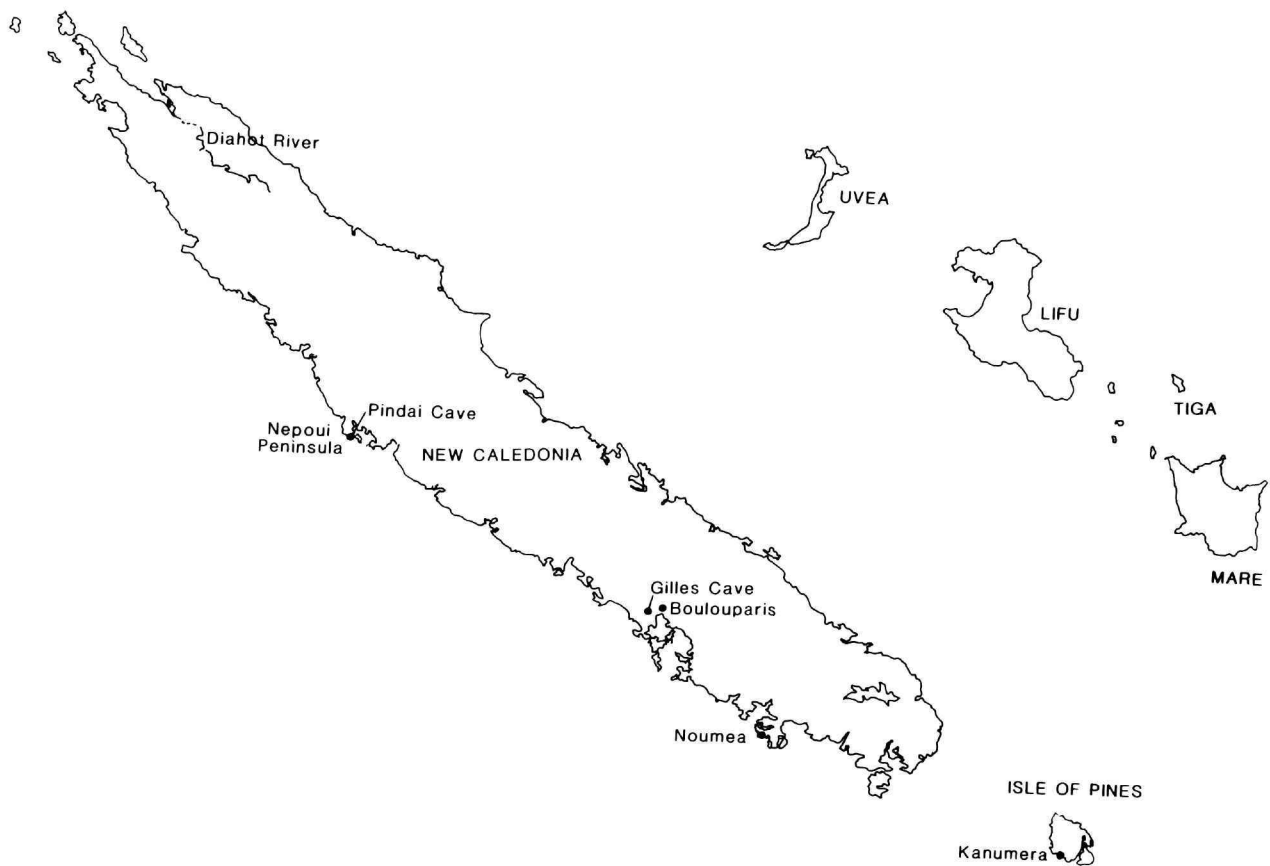 Diahot River
UVEA
LIFU
TIGA
Pindai Cave
Nepoui
Peninsula
NEW CALEDONIA
MARE
Gilles Cave
Boulouparis
Noumea
ISLE OF PINES
Kanumera